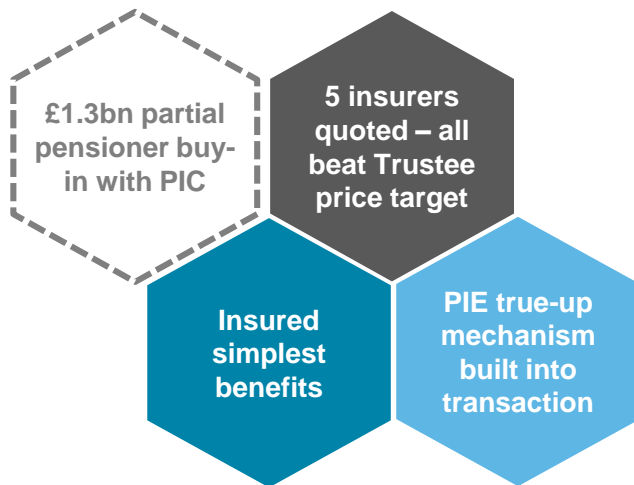 £1.3bn partial
pensioner buy-
in with PIC
5 insurers
quoted – all
beat Trustee
price target
Insured
simplest
benefits
PIE true-up
mechanism
built into
transaction